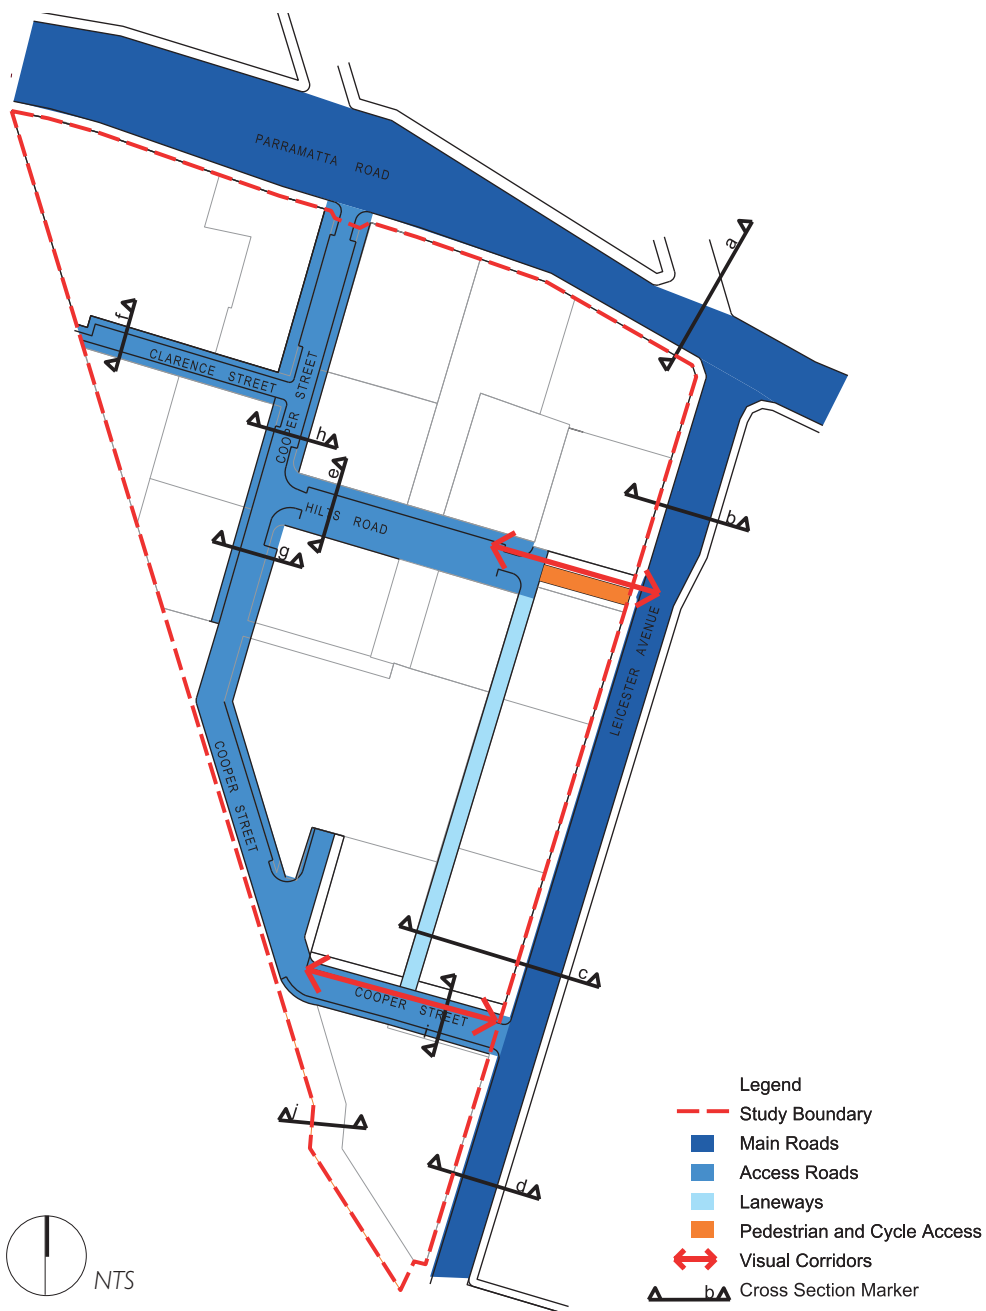 PARRAMATTA ROAD
a
f
CLARENCE STREET
COOPER STREET
h
e
b
HILTS ROAD
g
LEICESTER AVENUE
COOPER STREET
c
COOPER STREET
i
j
d
Legend
Study Boundary
Main Roads
Access Roads
Laneways
Pedestrian and Cycle Access
Visual Corridors
b Cross Section Marker
NTS